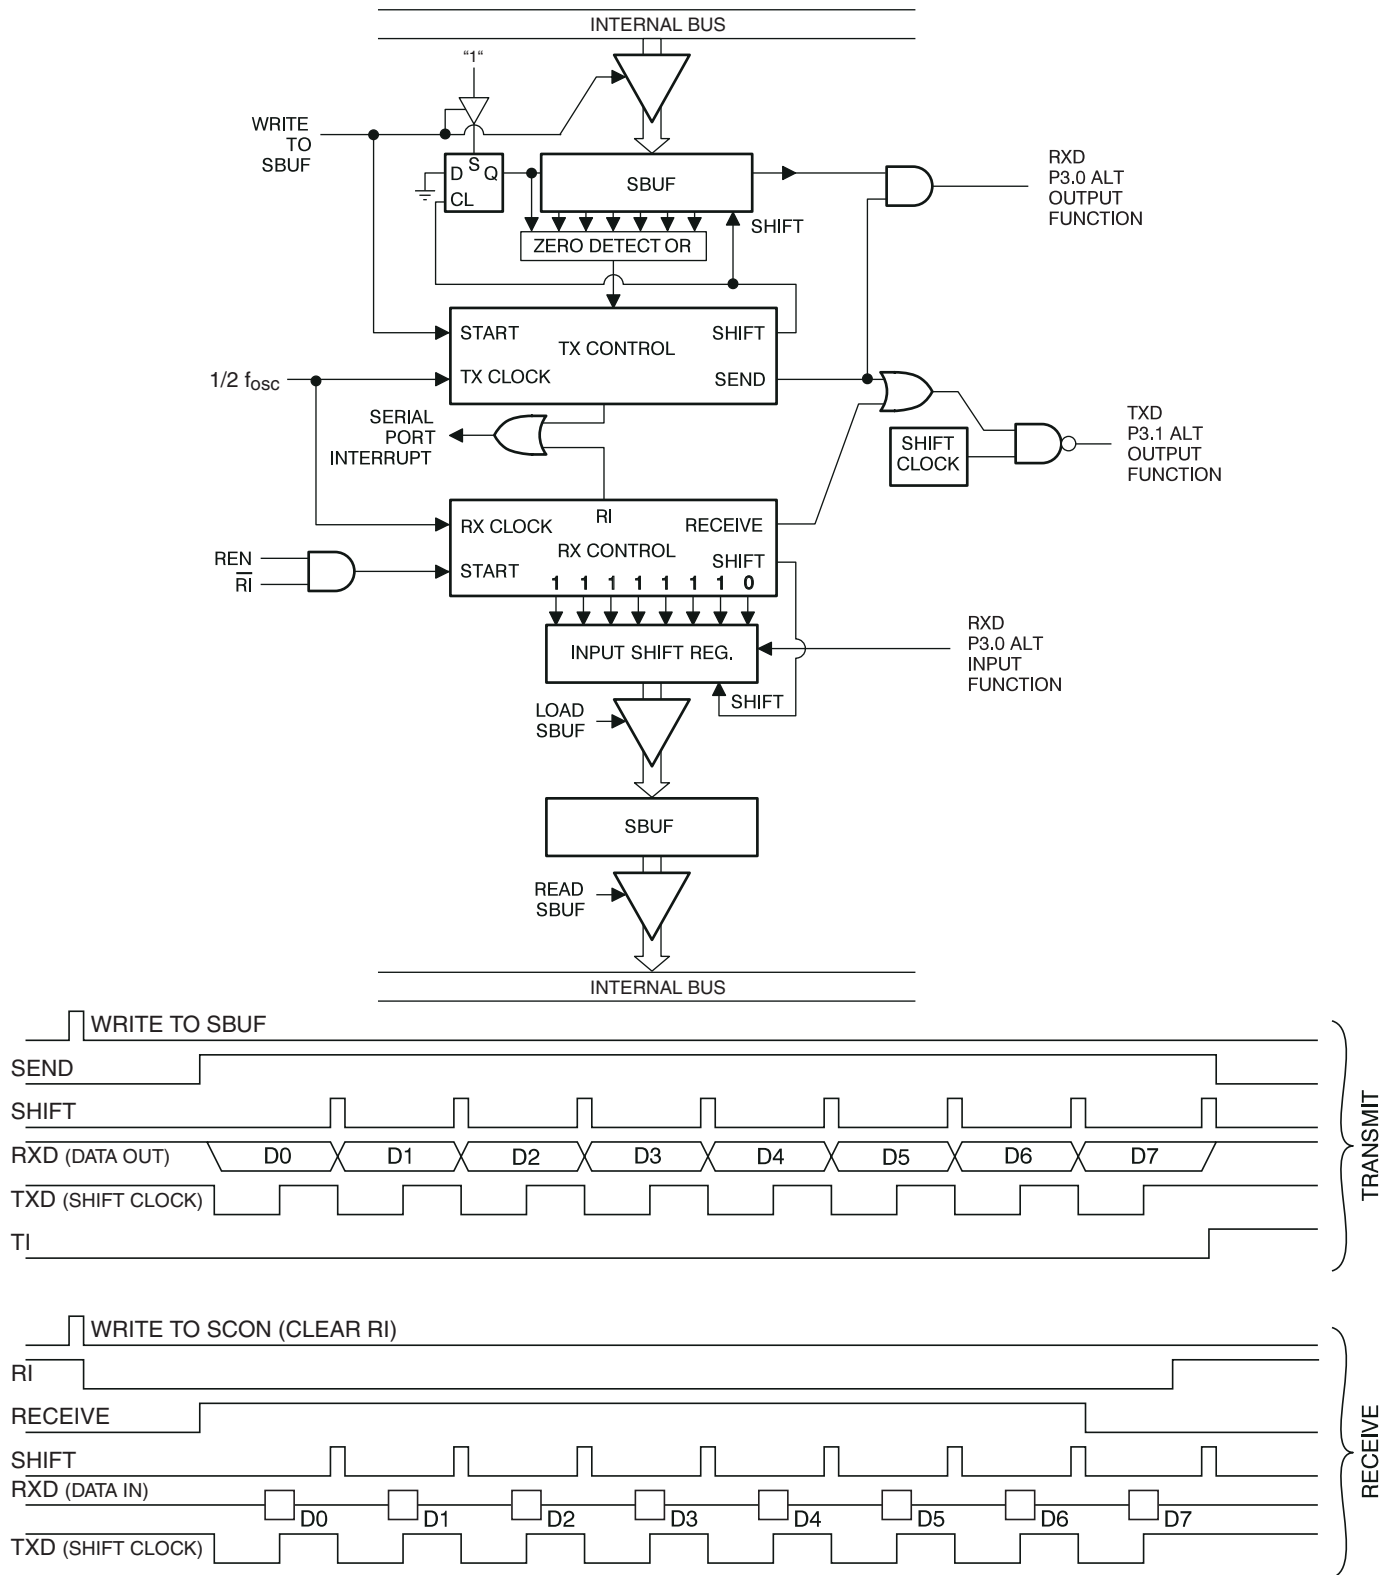 INTERNAL BUS
“1“
WRITE
TO
SBUF
D S Q
CL
SBUF
RXD
P3.0 ALT
OUTPUT
FUNCTION
SHIFT
ZERO DETECT OR
START
SHIFT
TX CONTROL
1/2 fOSC
TX CLOCK
SEND
SERIAL
PORT
INTERRUPT
SHIFT
CLOCK
TXD
P3.1 ALT
OUTPUT
FUNCTION
RI
RX CLOCK
RECEIVE
RX CONTROL
REN
RI
START
SHIFT
1 1 1 1 1 1 1 0
INPUT SHIFT REG.
RXD
P3.0 ALT
INPUT
FUNCTION
SHIFT
LOAD
SBUF
SBUF
READ
SBUF
INTERNAL BUS
WRITE TO SBUF
SEND
SHIFT
RXD (DATA OUT) D0 D1 D2 D3 D4 D5 D6 D7
TXD (SHIFT CLOCK)
TI
TRANSMIT
WRITE TO SCON (CLEAR RI)
RI
RECEIVE
SHIFT
RXD (DATA IN) D0 D1 D2 D3 D4 D5 D6 D7
TXD (SHIFT CLOCK)
RECEIVE